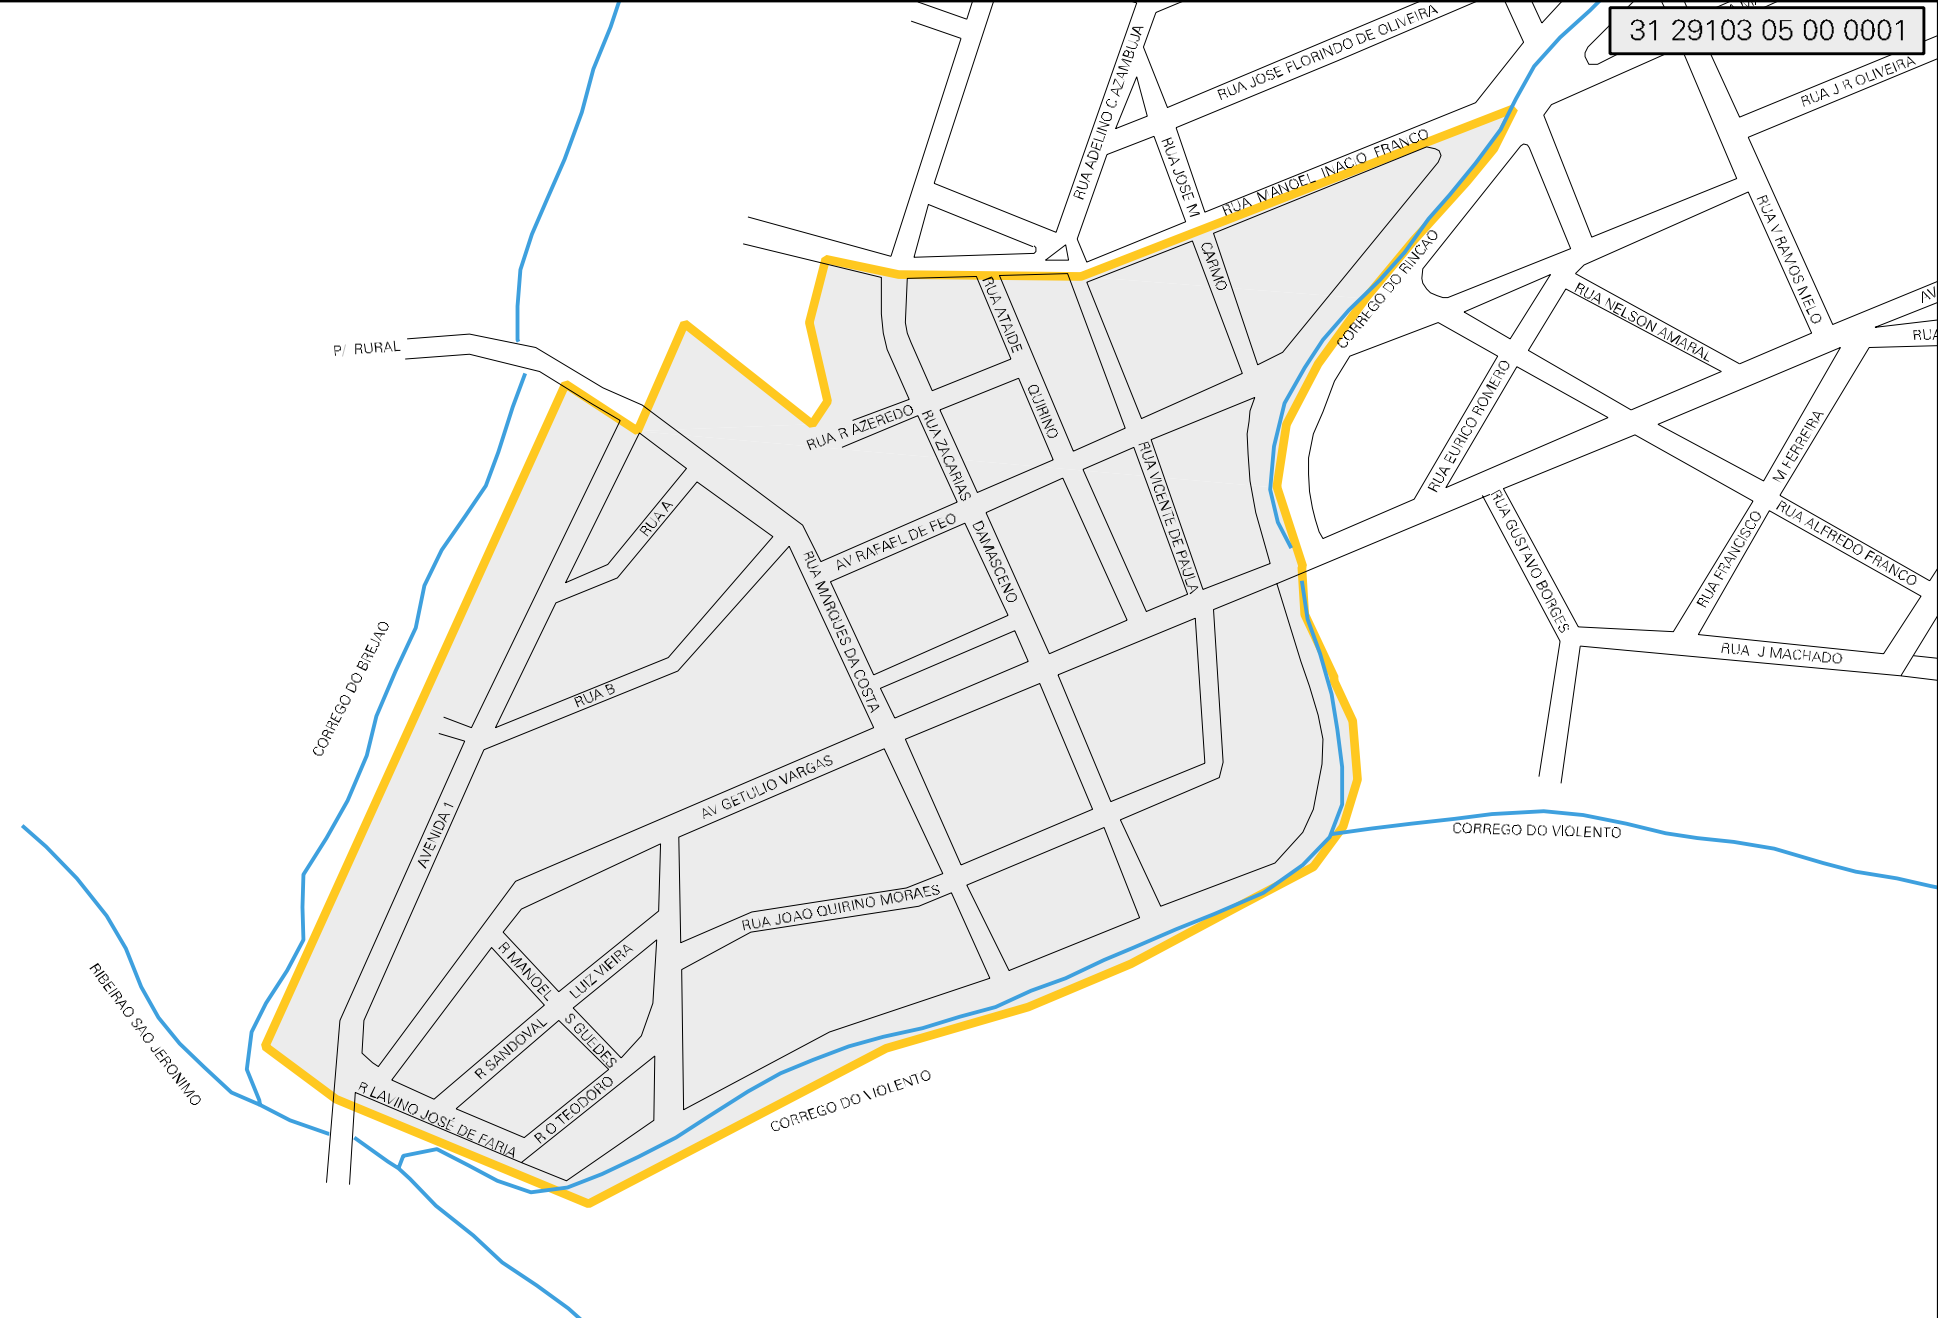 31 29103 05 00 0001
RUA JOSE FLORINDO DE OLIVEIRA
RUA J R OLIVEIRA
RUA ADELINO C AZAMBUJA
RUA JOSE M
CARMO
RUA MANOEL INACO FRANCO
RUA V RAMOS MELO
CORREGO DO RINCAO
RUA NELSON AMARAL
AV
RUA
P/ RURAL
RUA ATAIDE
QUIRINO
RUA R AZEREDO
RUA ZACARIAS
DAMASCENO
RUA EURICO ROMERO
M FERREIRA
RUA FRANCISCO
RUA VICENTE DE PAULA
RUA A
AV RAFAEL DE FEO
RUA GUSTAVO BORGES
RUA ALFREDO FRANCO
RUA MARQUES DA COSTA
RUA J MACHADO
CORREGO DO BREJAO
RUA B
AV GETULIO VARGAS
AVENIDA 1
CORREGO DO VIOLENTO
RUA JOAO QUIRINO MORAES
R MANOEL
S GUEDES
R SANDOVAL
LUIZ VIEIRA
RIBEIRAO SAO JERONIMO
R LAVINO JOSÉ DE FARIA
R O TEODORO
CORREGO DO VIOLENTO